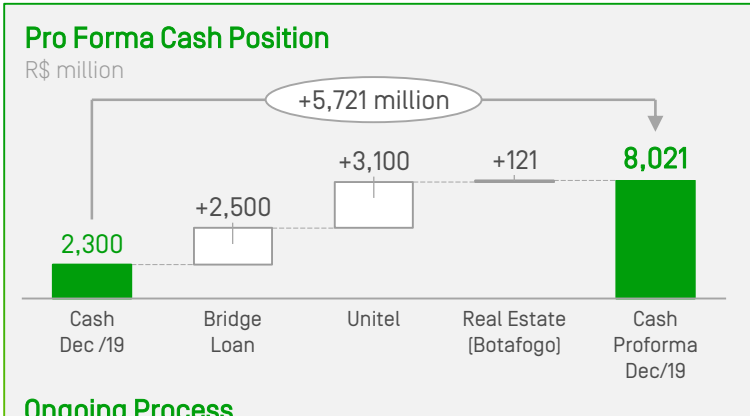 Pro Forma Cash Position
R$ million
+5,721 million
+3,100
+121
8,021
+2,500
2,300
Cash
Dec /19
Bridge
Loan
Unitel
Real Estate
(Botafogo)
Cash
Proforma
Dec/19
Ongoing Process